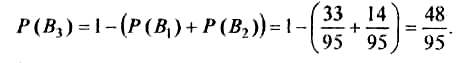 P(B₃) = 1 − (P(B₁) + P(B₂)) = 1 − (33/95 + 14/95) = 48/95.